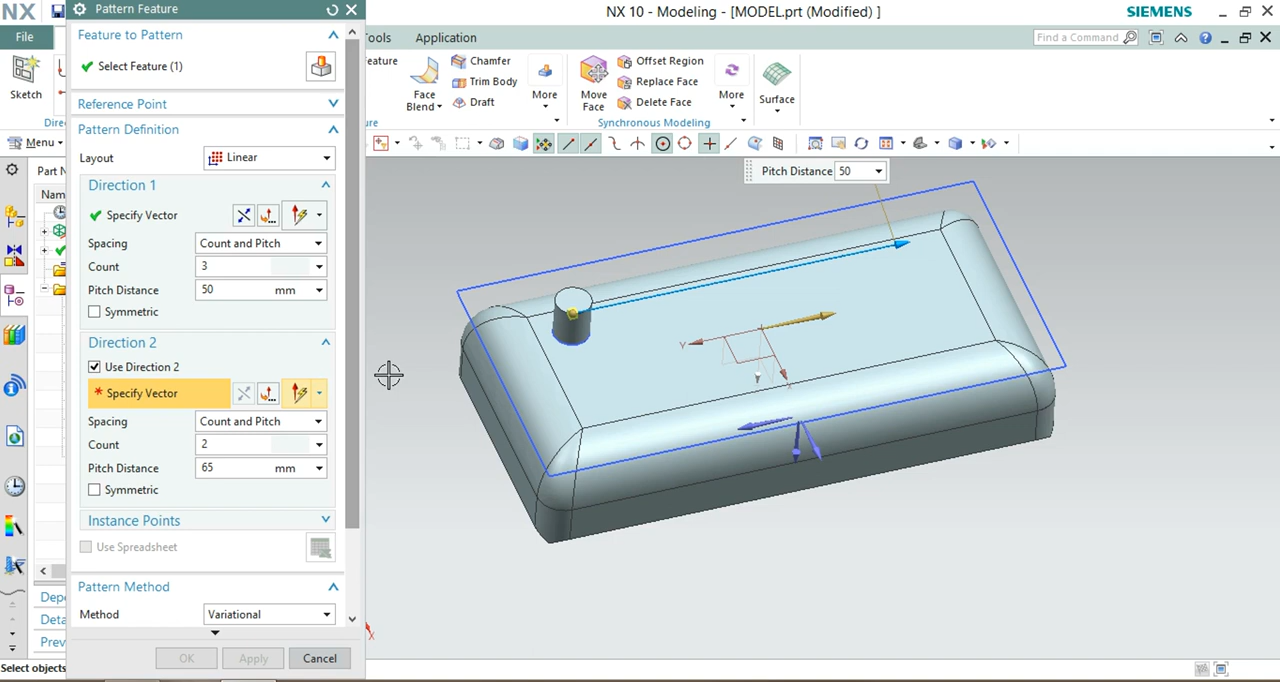 NX
Pattern Feature
NX 10 - Modeling - [MODEL.prt (Modified) ]
SIEMENS
File
Tools
Application
Find a Command
Feature to Pattern
Select Feature (1)
Reference Point
Pattern Definition
Layout
Linear
Direction 1
Specify Vector
Spacing
Count and Pitch
Count
3
Pitch Distance
50
mm
Symmetric
Direction 2
Use Direction 2
* Specify Vector
Spacing
Count and Pitch
Count
2
Pitch Distance
65
mm
Symmetric
Instance Points
Use Spreadsheet
Pattern Method
Method
Variational
OK
Apply
Cancel
Sketch
Direc
Menu
Part N
Nam
Depe
Deta
Prev
Select objects
Feature
Face
Blend
Chamfer
Trim Body
Draft
More
ure
Move
Face
Offset Region
Replace Face
Delete Face
More
Synchronous Modeling
Surface
Pitch Distance
50
Y
X
X